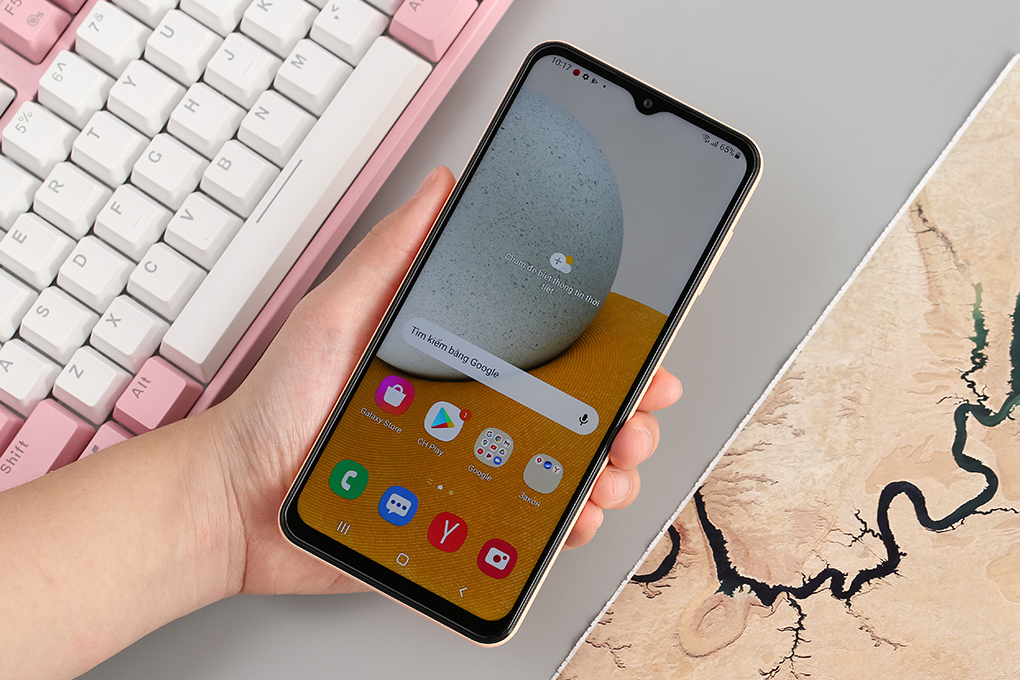 F5
7 &
U
K
< ,
Alt
6 ^
Y
J
M
5 %
T
H
N
R
G
B
E
F
V
D
C
S
X
A
Z
Alt
Shift
10:17
65%
Chạm để biết thông tin thời
tiết
Tìm kiếm bằng Google
Galaxy Store
CH Play
1
Google
Закон